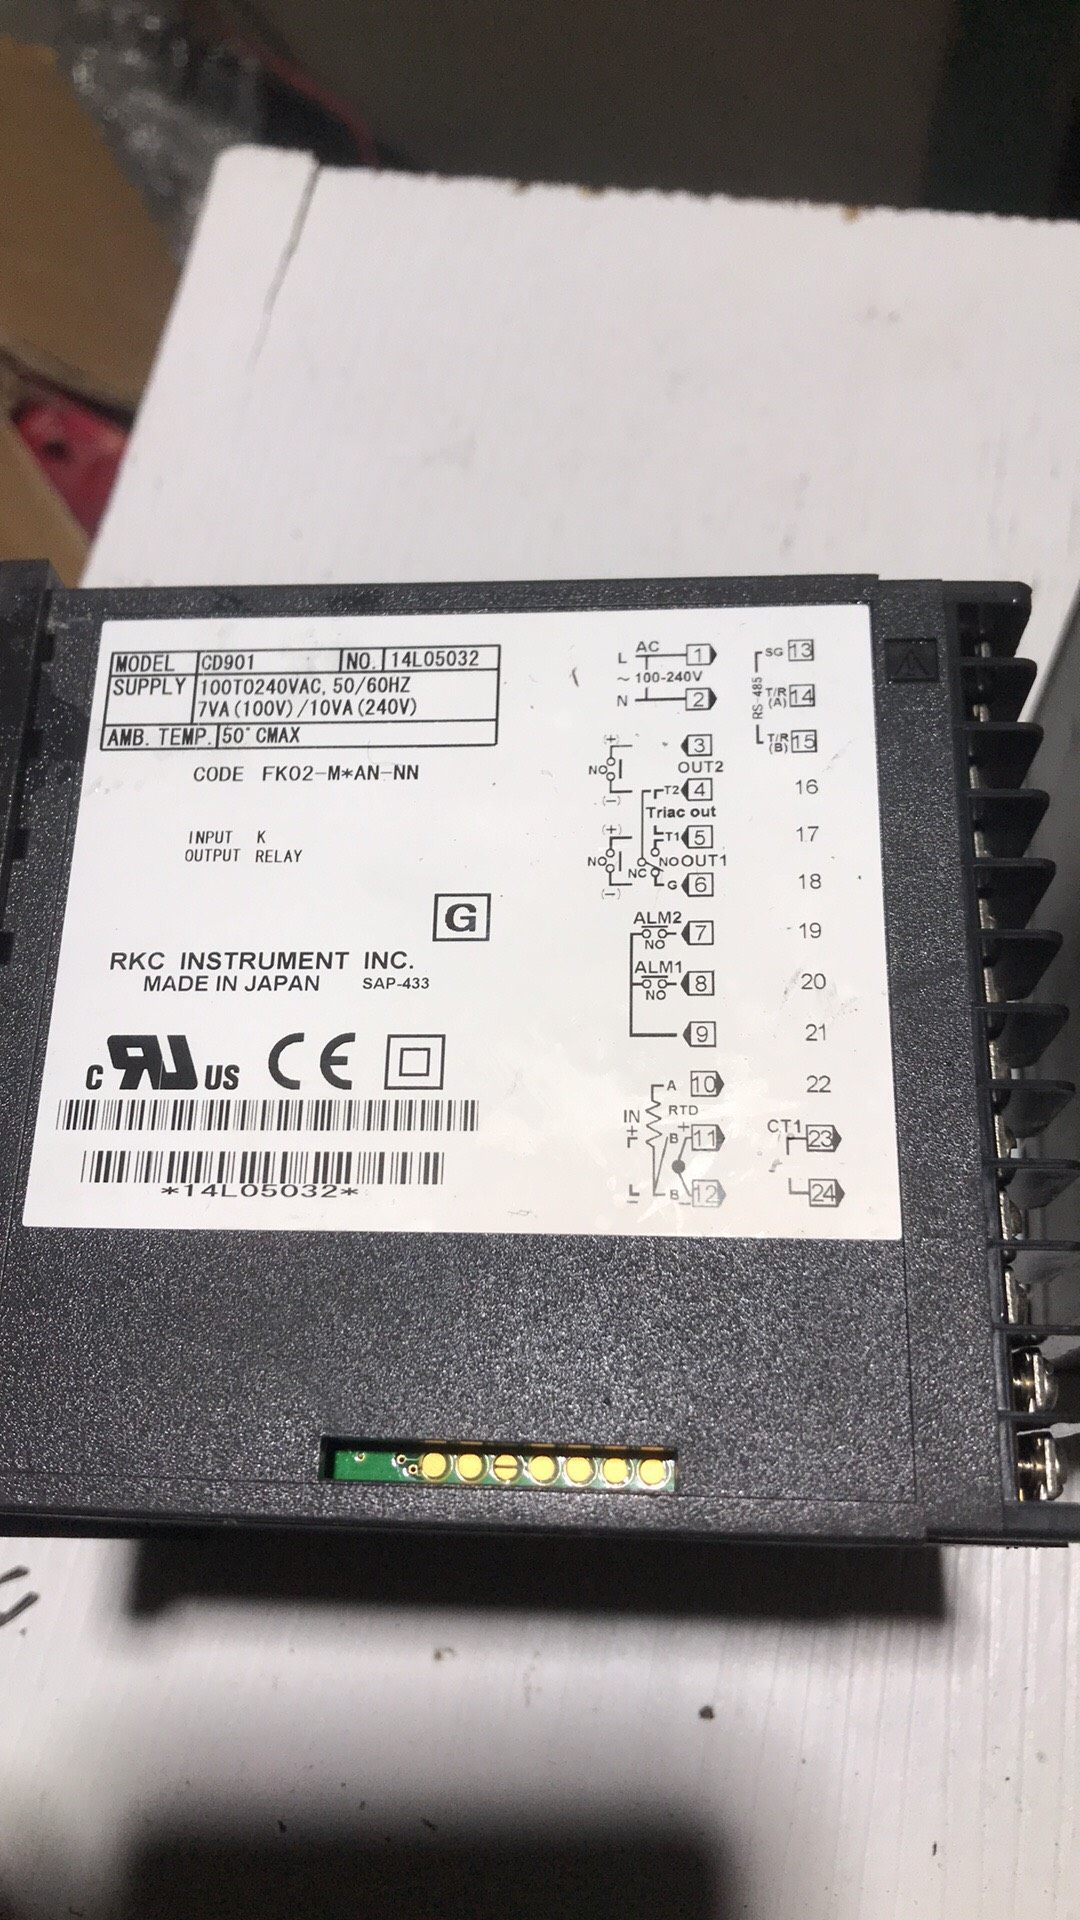 MODEL CD901 NO. 14L05032
SUPPLY 100TO240VAC, 50/60HZ
7VA(100V)/10VA(240V)
AMB. TEMP. 50°CMAX
CODE FK02-M*AN-NN
INPUT K
OUTPUT RELAY
G
RKC INSTRUMENT INC.
MADE IN JAPAN SAP-433
C RU US CE
*14L05032*
L AC 1
~ 100-240V
N 2
(+) 3
NO OUT2
(-) T2 4
Triac out
(+) T1 5
NO NO OUT1
NC
(-) G 6
ALM2 7
NO
ALM1 8
NO
9
A 10
IN RTD
+ B + 11
- B - 12
RS-485
SG 13
T/R (A) 14
T/R (B) 15
16
17
18
19
20
21
22
CT1 23
24